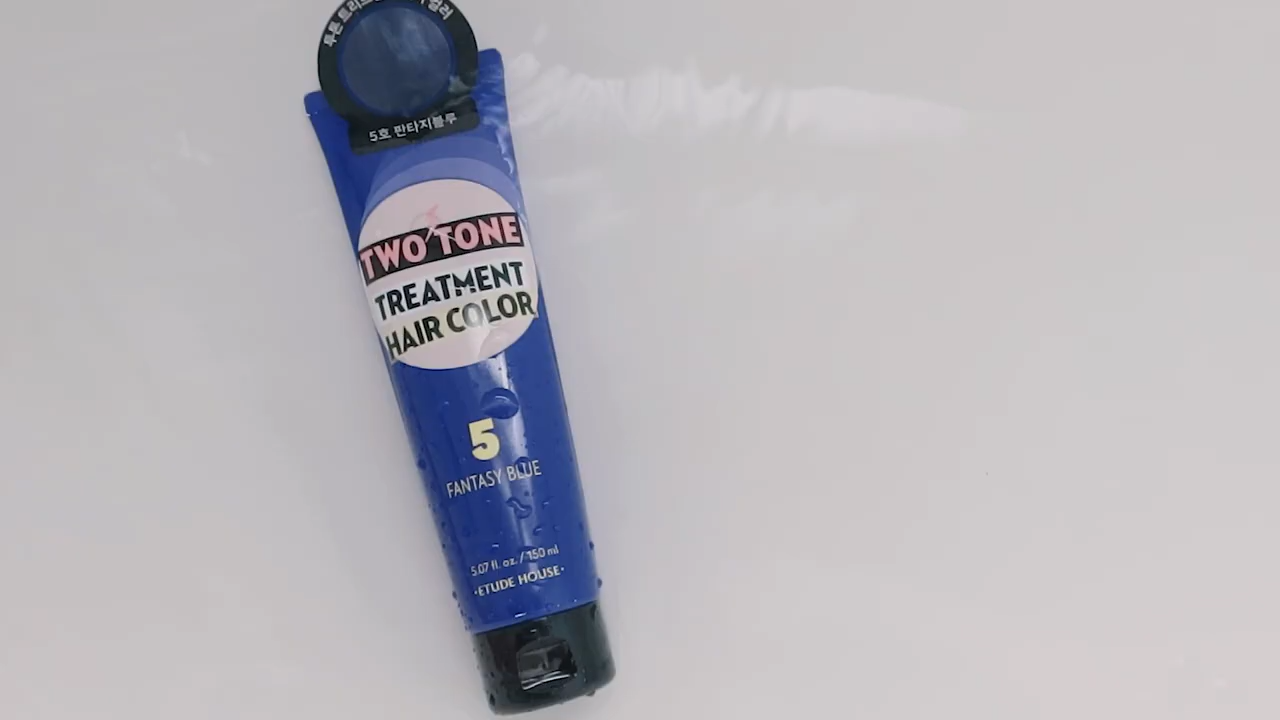 5호 판타지블루
TWO TONE
TREATMENT
HAIR COLOR
5
FANTASY BLUE
5.07 fl. oz. / 150 ml
·ETUDE HOUSE·